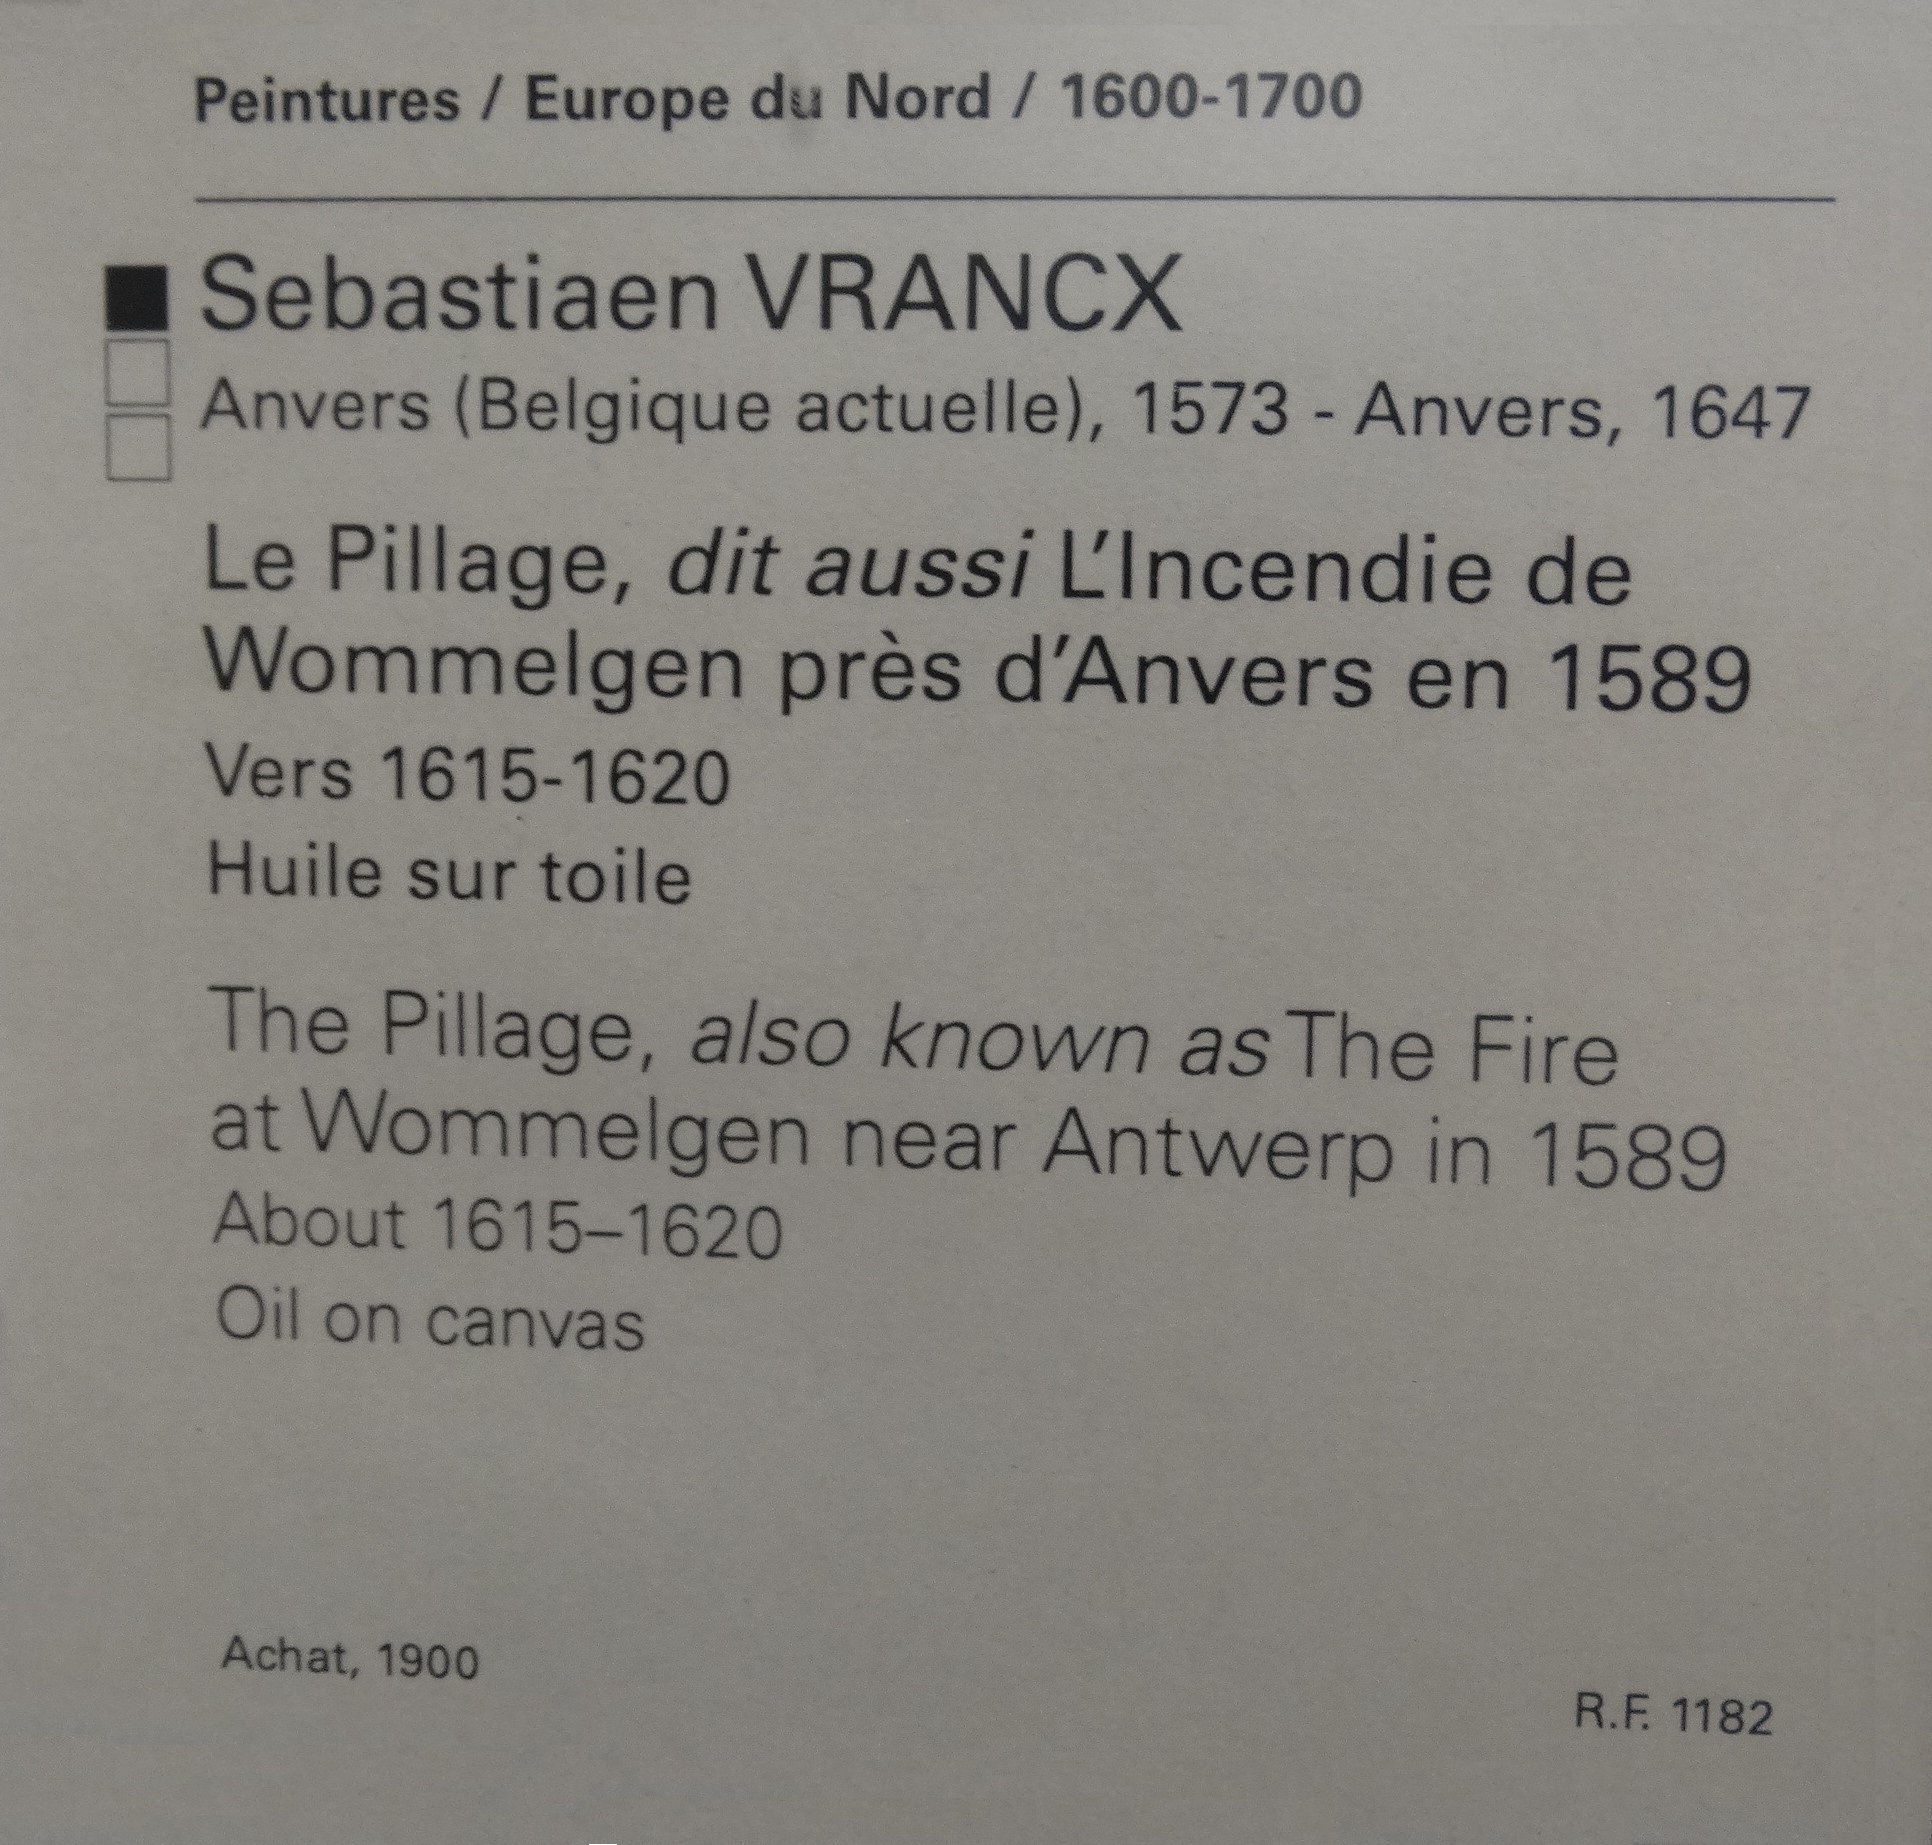 Peintures / Europe du Nord / 1600-1700
Sebastiaen VRANCX
Anvers (Belgique actuelle), 1573 - Anvers, 1647
Le Pillage, dit aussi L’Incendie de
Wommelgen près d’Anvers en 1589
Vers 1615-1620
Huile sur toile
The Pillage, also known as The Fire
at Wommelgen near Antwerp in 1589
About 1615–1620
Oil on canvas
Achat, 1900
R.F. 1182